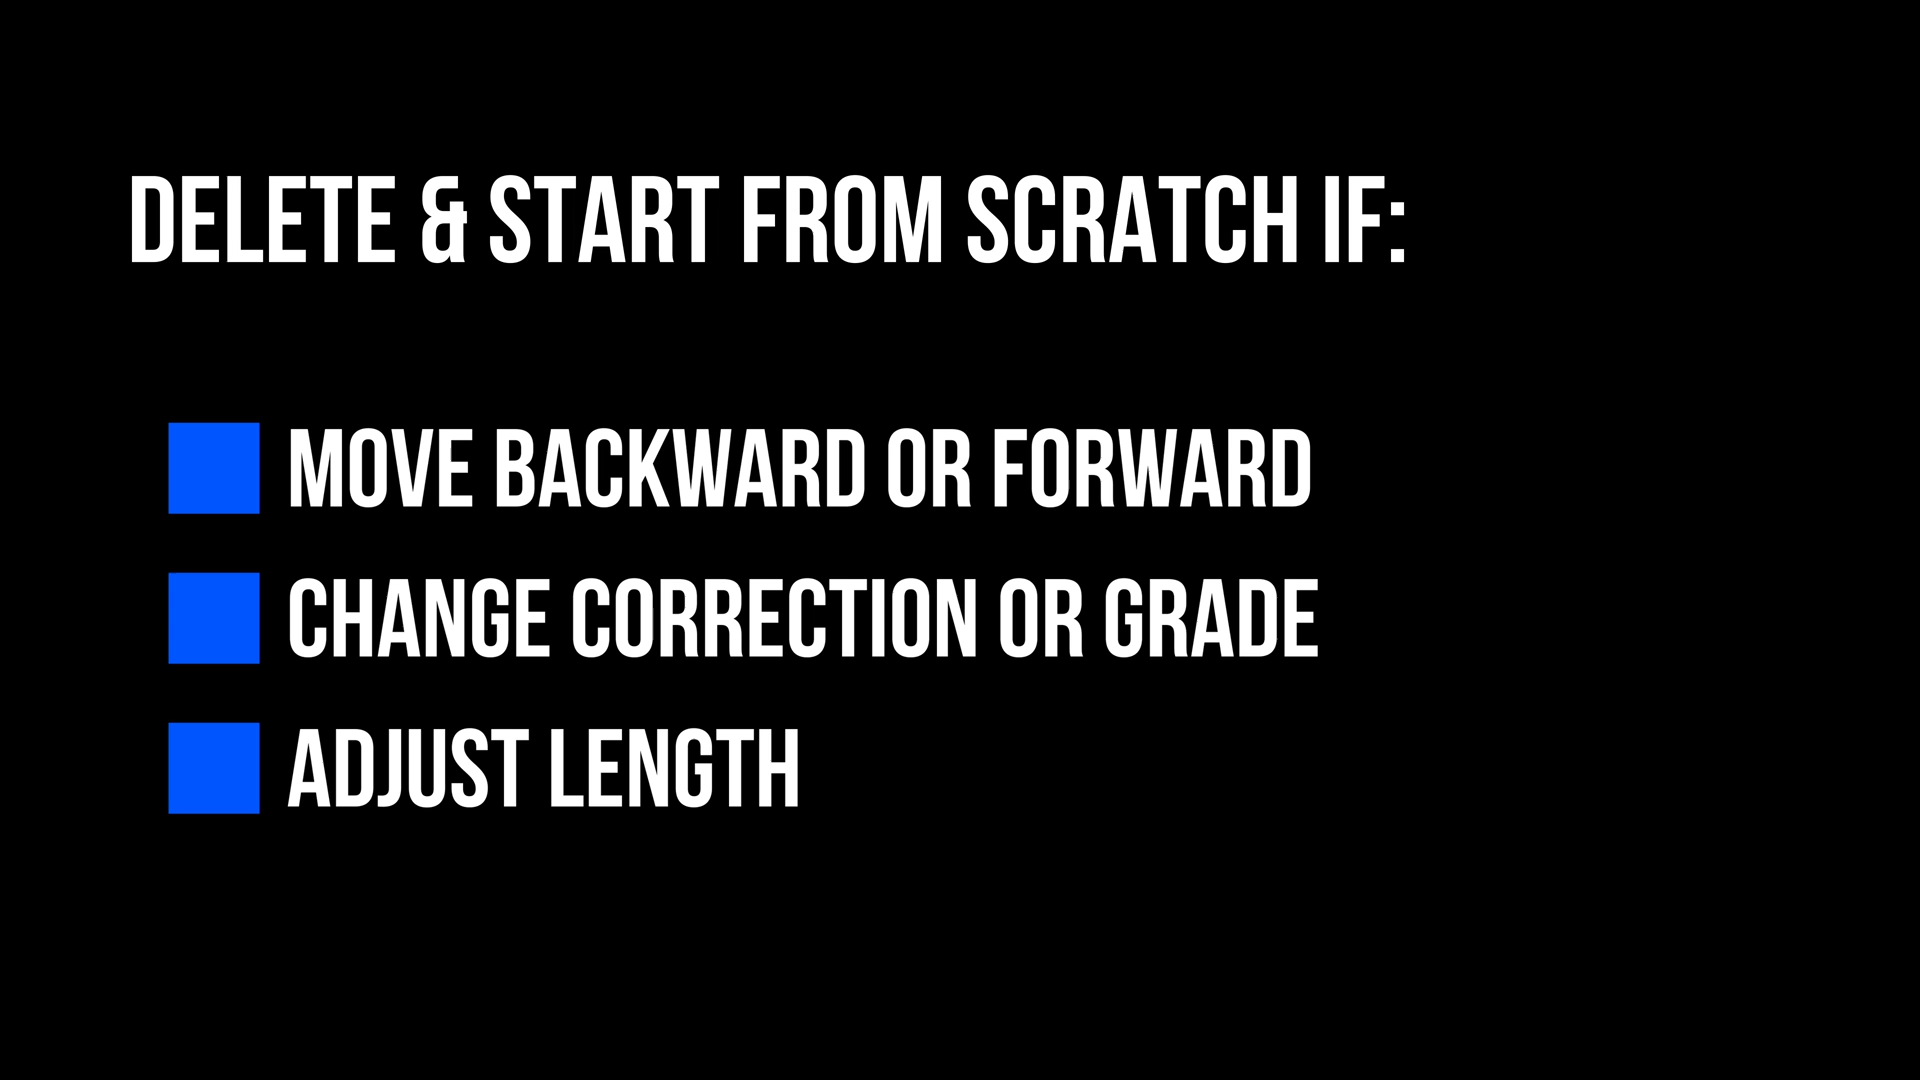 DELETE & START FROM SCRATCH IF:
MOVE BACKWARD OR FORWARD
CHANGE CORRECTION OR GRADE
ADJUST LENGTH